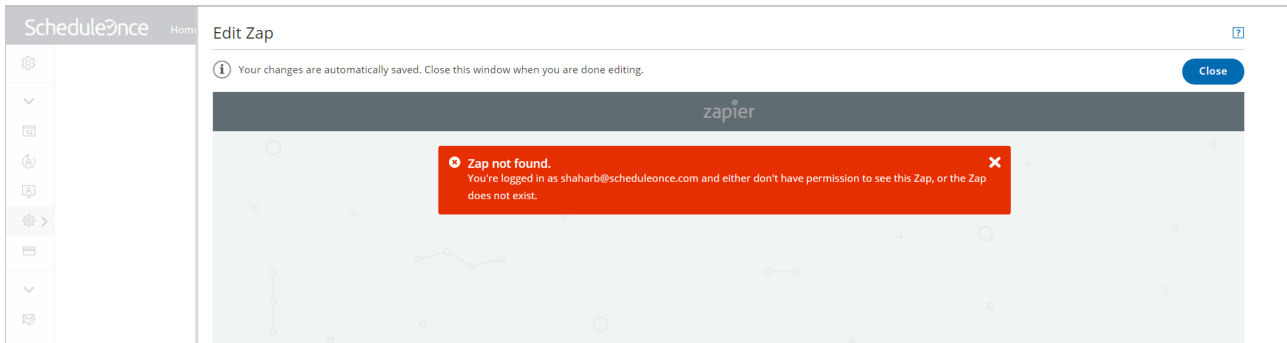 ScheduleOnce Home
Edit Zap
?
i Your changes are automatically saved. Close this window when you are done editing.
Close
zapier
Zap not found.
You're logged in as shaharb@scheduleonce.com and either don't have permission to see this Zap, or the Zap
does not exist.